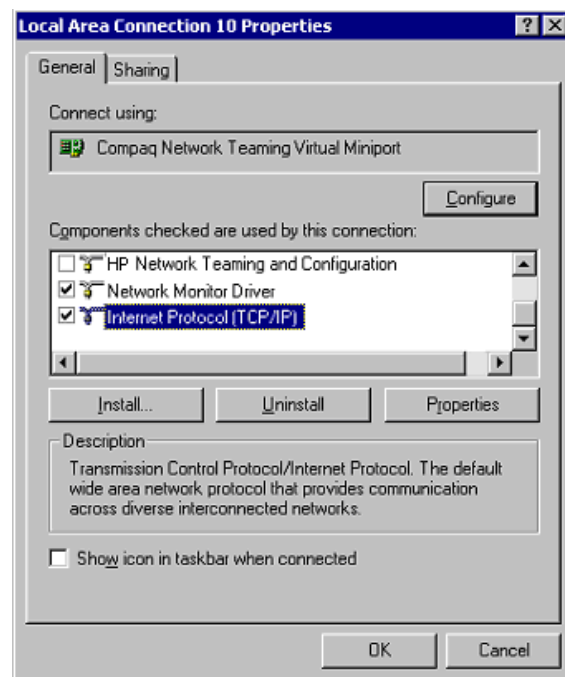 Local Area Connection 10 Properties
General Sharing
Connect using:
Compaq Network Teaming Virtual Miniport
Configure
Components checked are used by this connection:
HP Network Teaming and Configuration
Network Monitor Driver
Internet Protocol (TCP/IP)
Install... Uninstall Properties
Description
Transmission Control Protocol/Internet Protocol. The default
wide area network protocol that provides communication
across diverse interconnected networks.
Show icon in taskbar when connected
OK Cancel